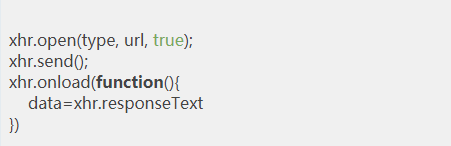 xhr.open(type, url, true);
xhr.send();
xhr.onload(function(){
    data=xhr.responseText
})